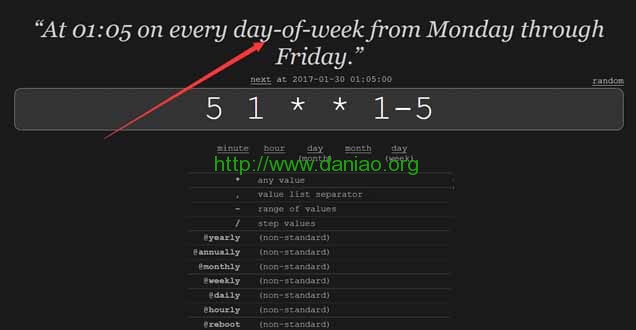 “At 01:05 on every day-of-week from Monday through
Friday.”
next at 2017-01-30 01:05:00
random
5 1 * * 1-5
minute hour day month day
(month) (week)
http://www.daniao.org
* any value
, value list separator
- range of values
/ step values
@yearly (non-standard)
@annually (non-standard)
@monthly (non-standard)
@weekly (non-standard)
@daily (non-standard)
@hourly (non-standard)
@reboot (non-standard)